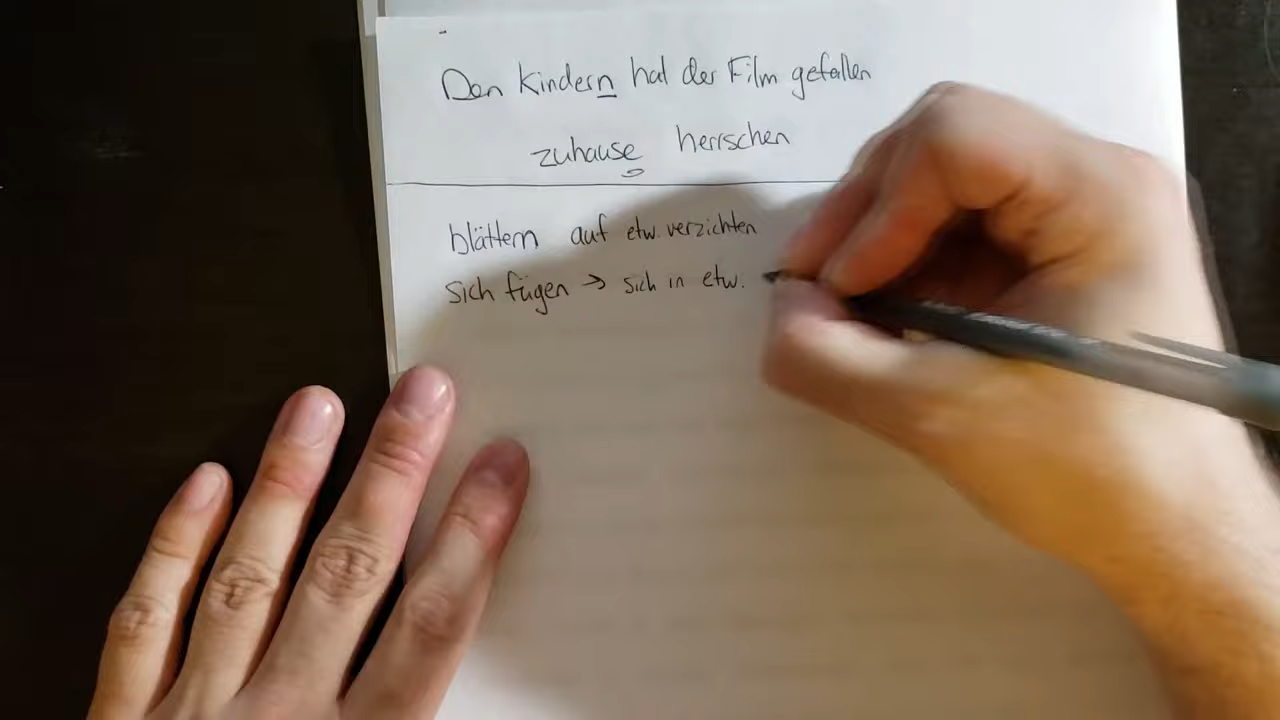 Den Kindern hat der Film gefallen
zuhause herrschen
blättern auf etw. verzichten
sich fügen → sich in etw.